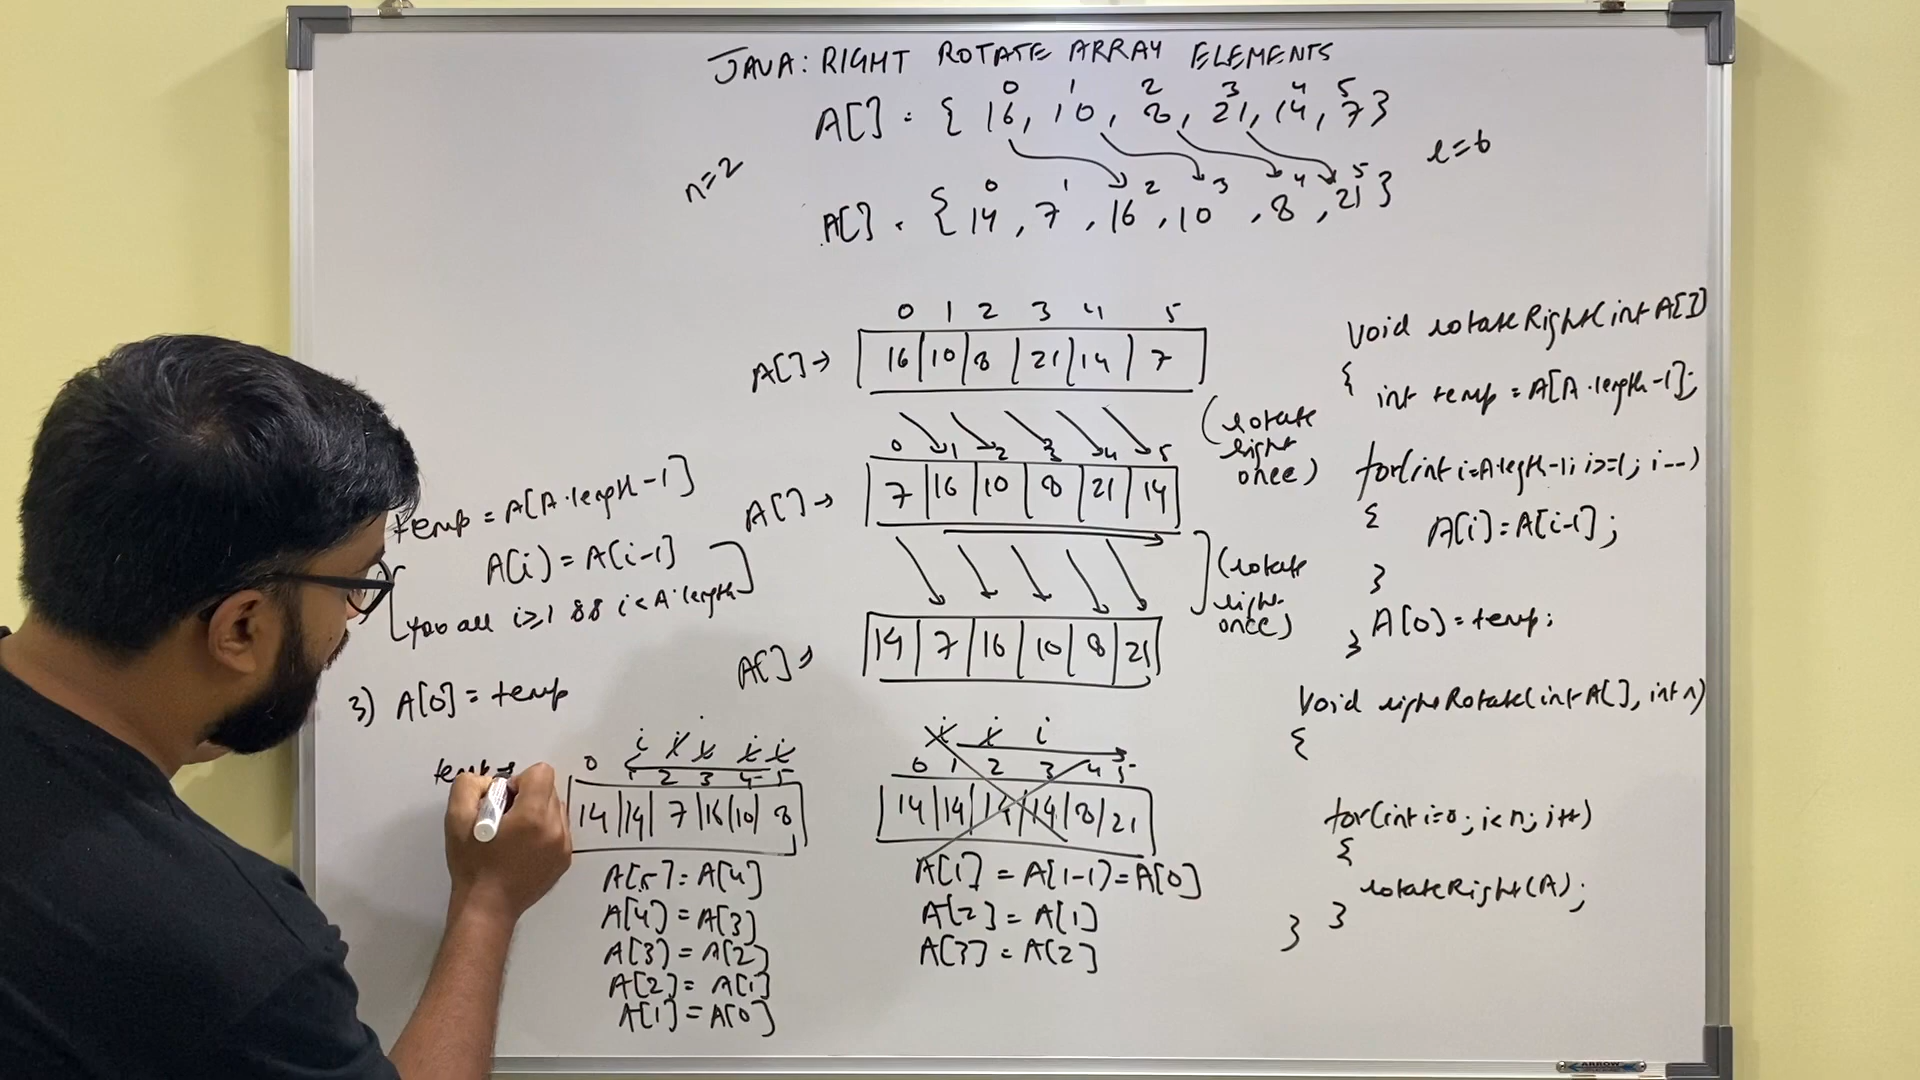 JAVA: RIGHT ROTATE ARRAY ELEMENTS
0 1 2 3 4 5
A[] = { 16, 10, 8, 21, 14, 7 }
n=2
l=6
0 1 2 3 4 5
A[] = { 14, 7, 16, 10, 8, 21 }
0 1 2 3 4 5
A[] → 16 | 10 | 8 | 21 | 14 | 7
(rotate
right
once)
0 1 2 3 4 5
A[] → 7 | 16 | 10 | 8 | 21 | 14
(rotate
right
once)
A[] → 14 | 7 | 16 | 10 | 8 | 21
temp = A[A.length-1]
A[i] = A[i-1]
for all i≥1 && i< A.length
3) A[0] = temp
temp =
i i i i i
0 1 2 3 4 5
14 | 14 | 7 | 16 | 10 | 8
A[5] = A[4]
A[4] = A[3]
A[3] = A[2]
A[2] = A[1]
A[1] = A[0]
i i i
0 1 2 3 4 5
14 | 14 | 14 | 14 | 8 | 21
A[1] = A[1-1] = A[0]
A[2] = A[1]
A[3] = A[2]
void rotateRight(int A[])
{
int temp = A[A.length-1];
for(int i=A.legth-1; i>=1; i--)
{
A[i] = A[i-1];
}
A[0] = temp;
}
void rightRotate(int A[], int n)
{
for(int i=0; i<n; i++)
{
rotateRight(A);
}
}
ARROW